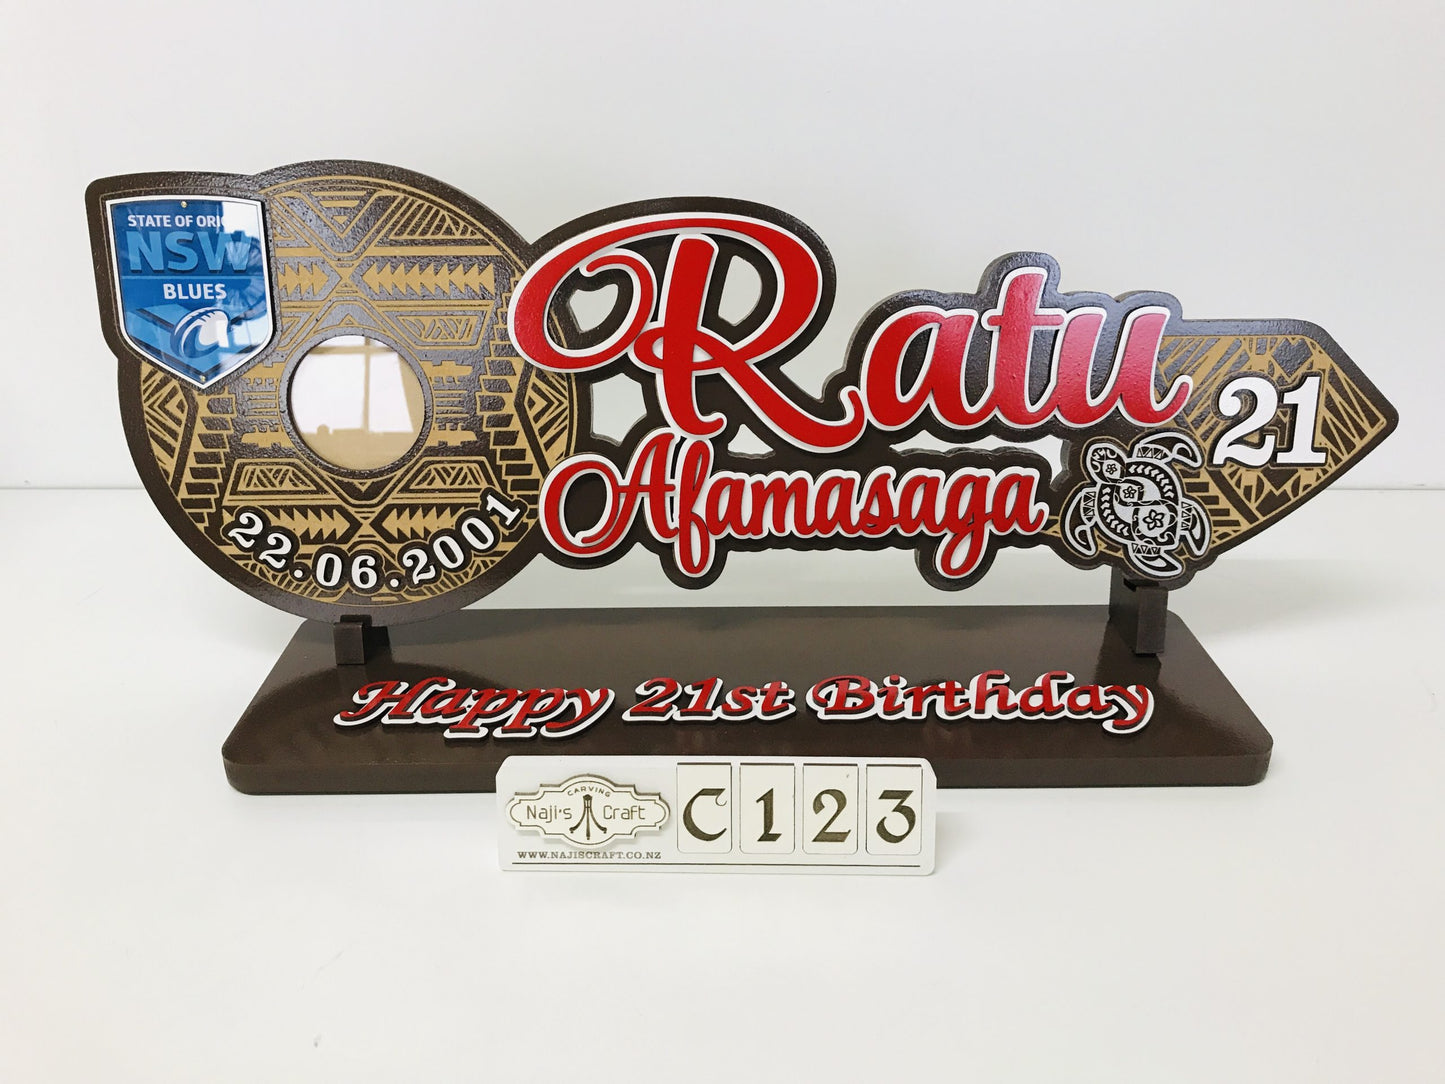 STATE OF ORI
NSW
BLUES
Ratu
Afamasaga
21
22.06.2001
Happy 21st Birthday
CARVING
Naji's Craft
WWW.NAJISCRAFT.CO.NZ
C123